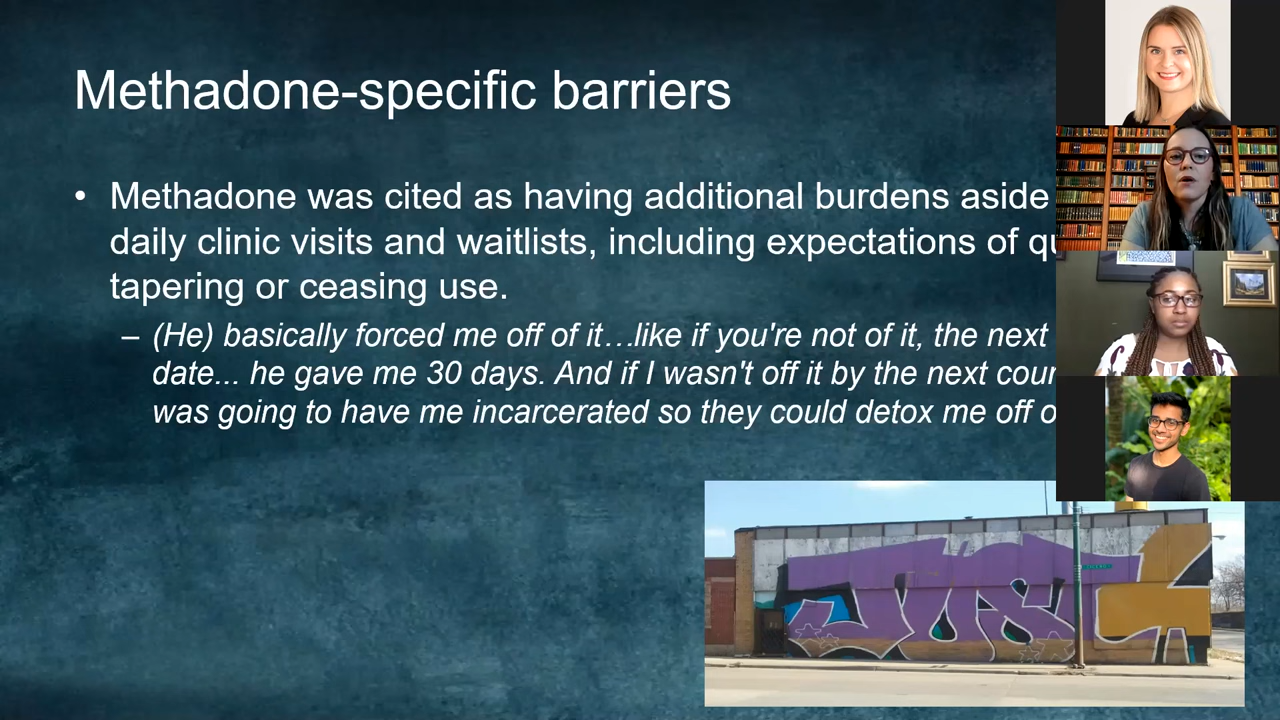 Methadone-specific barriers
• Methadone was cited as having additional burdens aside
daily clinic visits and waitlists, including expectations of
tapering or ceasing use.
– (He) basically forced me off of it…like if you're not of it, the next
date... he gave me 30 days. And if I wasn't off it by the next
was going to have me incarcerated so they could detox me off